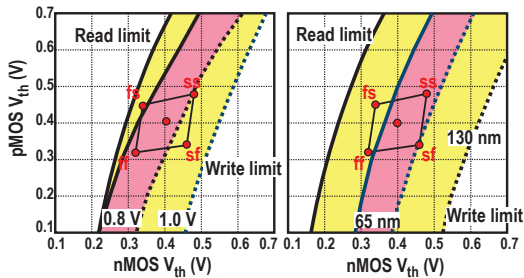 0.7
0.6
0.5
0.4
0.3
0.2
0.1
pMOS Vth (V)
Read limit
fs
ss
ff
sf
Write limit
0.8 V
1.0 V
0.1 0.2 0.3 0.4 0.5 0.6 0.7
nMOS Vth (V)
Read limit
fs
ss
ff
sf
130 nm
65 nm
Write limit
0.1 0.2 0.3 0.4 0.5 0.6 0.7
nMOS Vth (V)